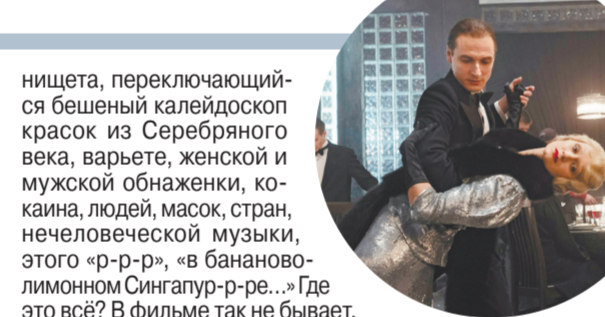 нищета, переключающий-
ся бешеный калейдоскоп
красок из Серебряного
века, варьете, женской и
мужской обнаженки, ко-
каина, людей, масок, стран,
нечеловеческой музыки,
этого «р-р-р», «в бананово-
лимонном Сингапур-р-ре...» Где
это всё? В фильме так не бывает.